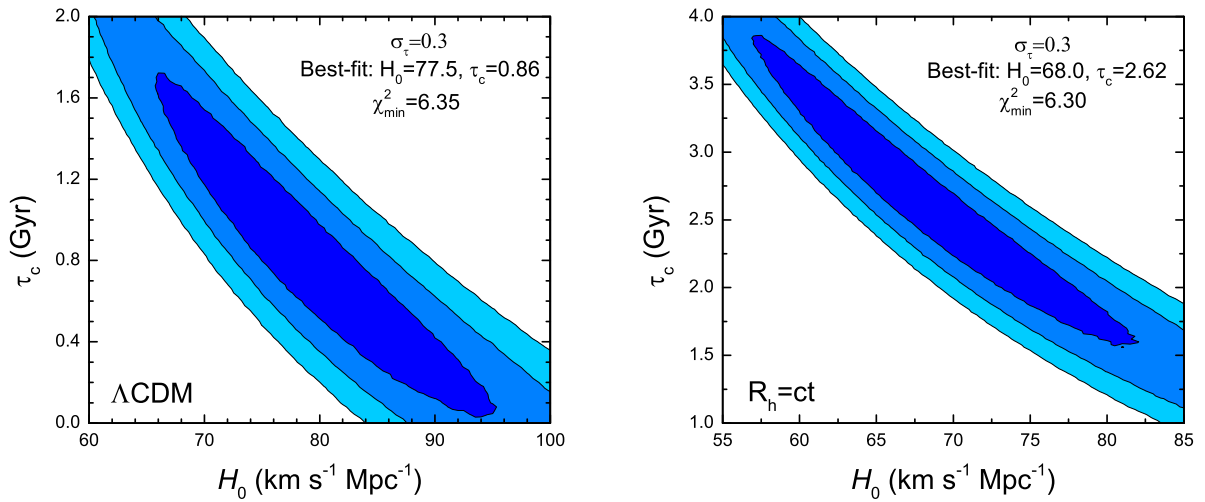 στ=0.3
Best-fit: H0=77.5, τc=0.86
χ²min=6.35
2.0
1.6
1.2
0.8
0.4
0.0
τc (Gyr)
ΛCDM
60 70 80 90 100
H0 (km s-1 Mpc-1)
στ=0.3
Best-fit: H0=68.0, τc=2.62
χ²min=6.30
4.0
3.5
3.0
2.5
2.0
1.5
1.0
τc (Gyr)
Rh=ct
55 60 65 70 75 80 85
H0 (km s-1 Mpc-1)